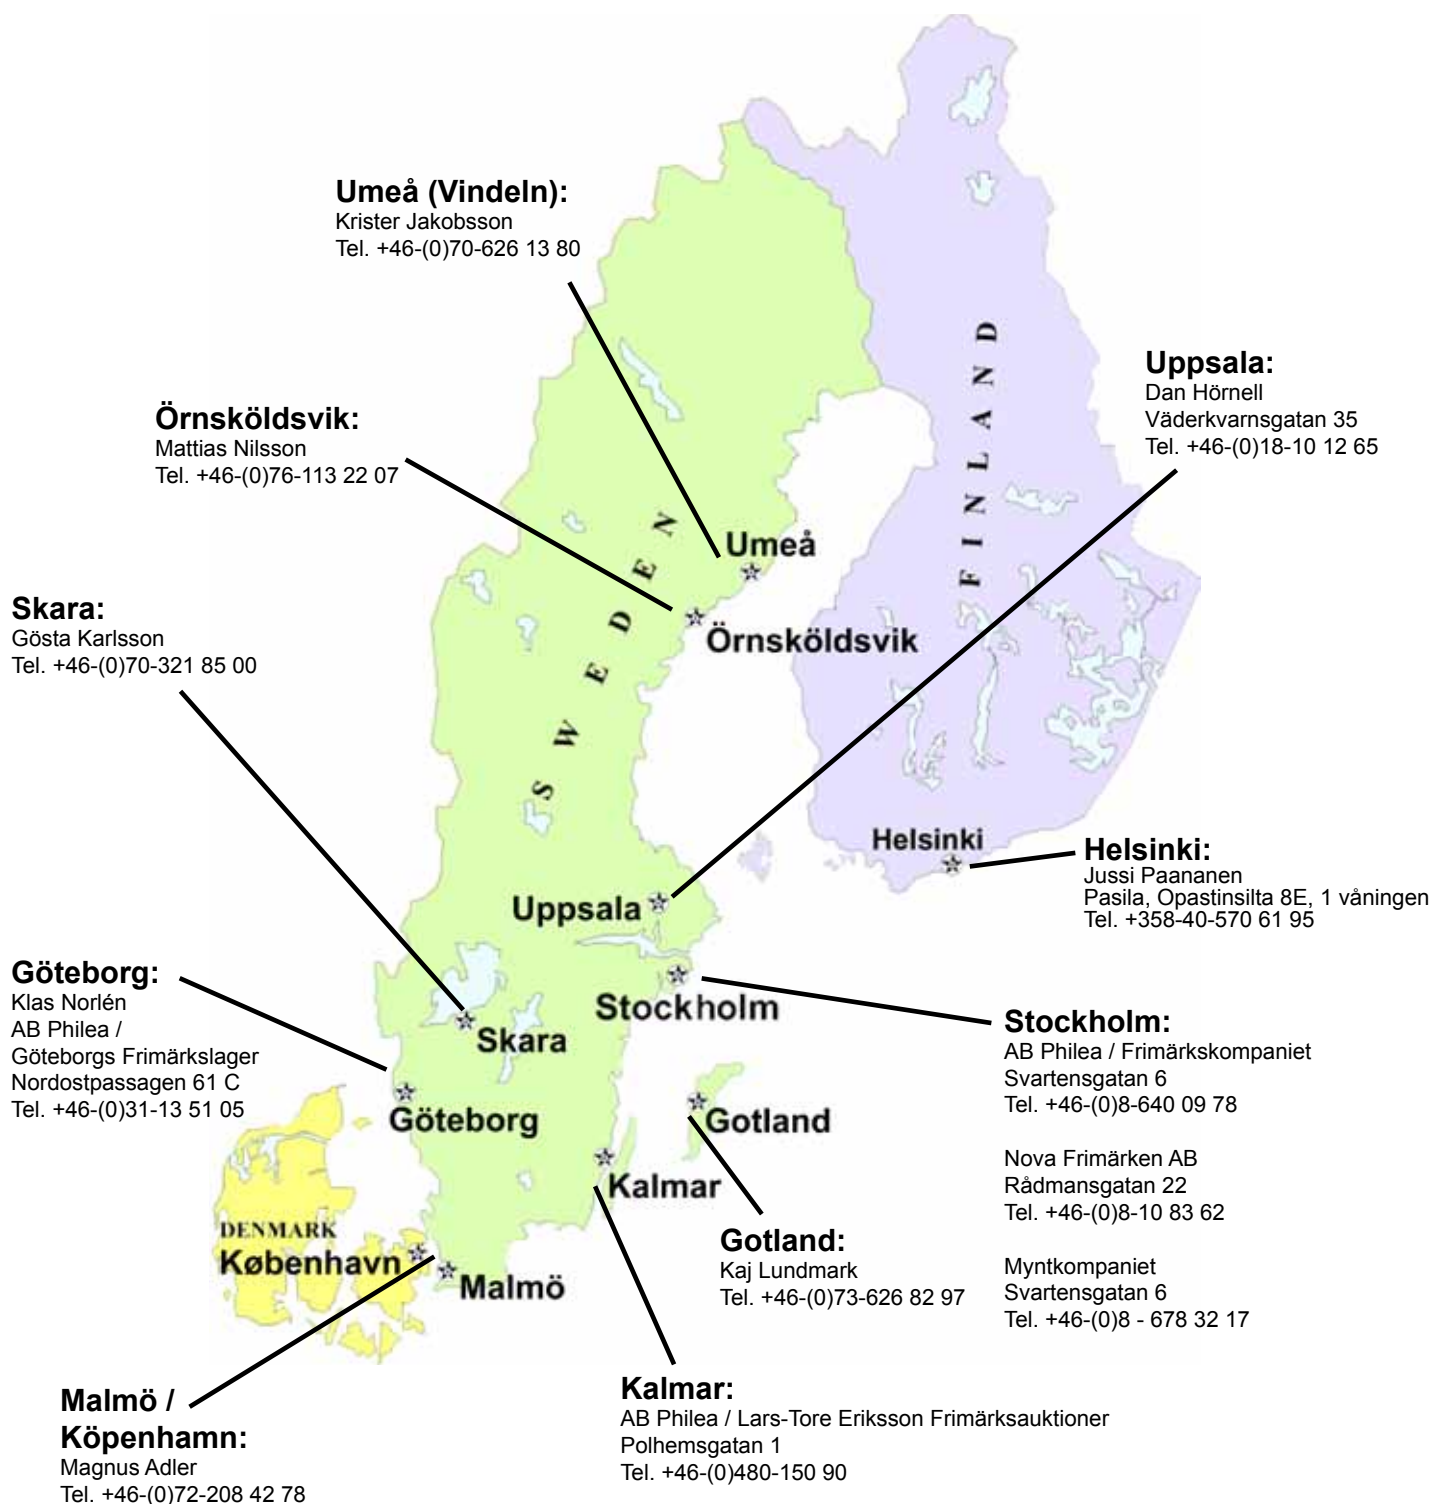 Umeå (Vindeln):
Krister Jakobsson
Tel. +46-(0)70-626 13 80
Örnsköldsvik:
Mattias Nilsson
Tel. +46-(0)76-113 22 07
Uppsala:
Dan Hörnell
Väderkvarnsgatan 35
Tel. +46-(0)18-10 12 65
Skara:
Gösta Karlsson
Tel. +46-(0)70-321 85 00
SWEDEN
FINLAND
Umeå
Örnsköldsvik
Helsinki
Uppsala
Stockholm
Skara
Göteborg
Gotland
Kalmar
DENMARK
København
Malmö
Helsinki:
Jussi Paananen
Pasila, Opastinsilta 8E, 1 våningen
Tel. +358-40-570 61 95
Göteborg:
Klas Norlén
AB Philea /
Göteborgs Frimärkslager
Nordostpassagen 61 C
Tel. +46-(0)31-13 51 05
Stockholm:
AB Philea / Frimärkskompaniet
Svartensgatan 6
Tel. +46-(0)8-640 09 78
Nova Frimärken AB
Rådmansgatan 22
Tel. +46-(0)8-10 83 62
Myntkompaniet
Svartensgatan 6
Tel. +46-(0)8 - 678 32 17
Gotland:
Kaj Lundmark
Tel. +46-(0)73-626 82 97
Malmö /
Köpenhamn:
Magnus Adler
Tel. +46-(0)72-208 42 78
Kalmar:
AB Philea / Lars-Tore Eriksson Frimärksauktioner
Polhemsgatan 1
Tel. +46-(0)480-150 90